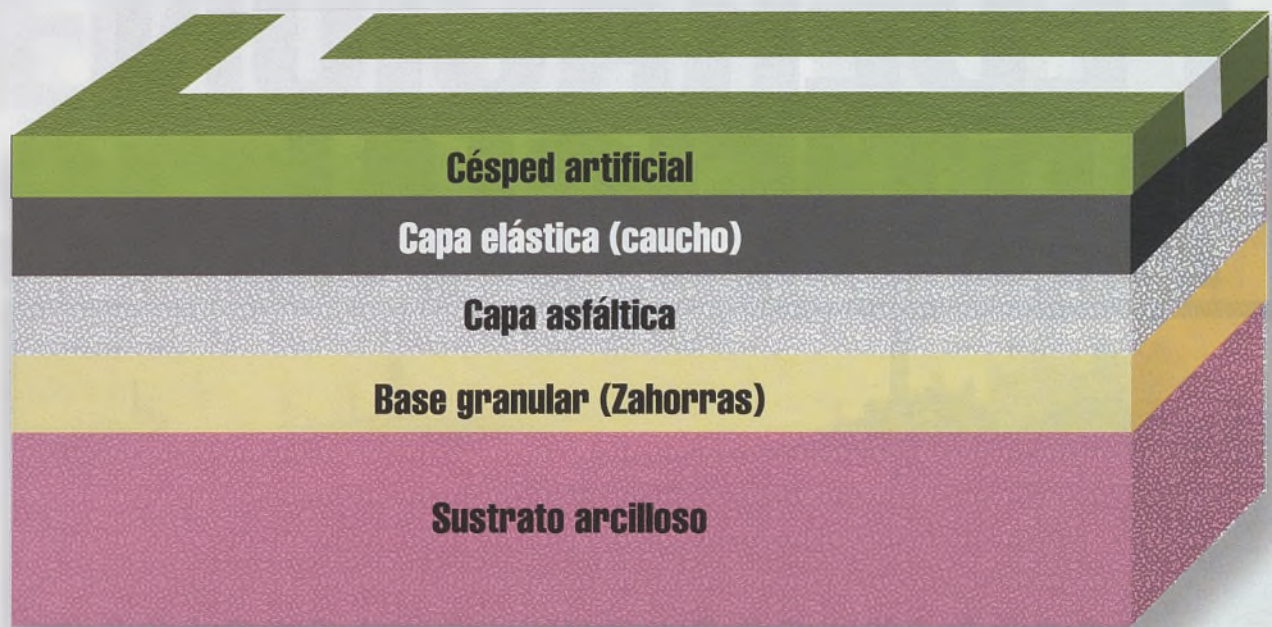 Césped artificial
Capa elástica (caucho)
Capa asfáltica
Base granular (Zahorras)
Sustrato arcilloso